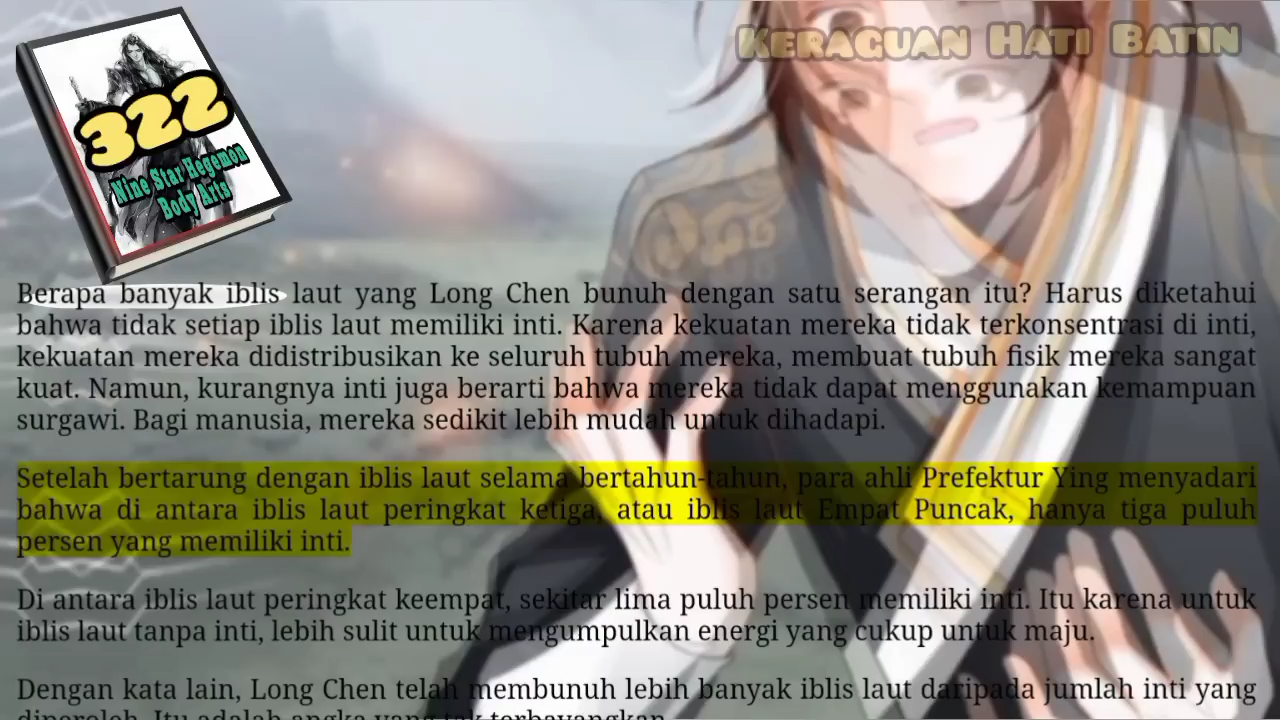 Keraguan Hati Batin
322
Nine Star Hegemon
Body Arts
Berapa banyak iblis laut yang Long Chen bunuh dengan satu serangan itu? Harus diketahui
bahwa tidak setiap iblis laut memiliki inti. Karena kekuatan mereka tidak terkonsentrasi di inti,
kekuatan mereka didistribusikan ke seluruh tubuh mereka, membuat tubuh fisik mereka sangat
kuat. Namun, kurangnya inti juga berarti bahwa mereka tidak dapat menggunakan kemampuan
surgawi. Bagi manusia, mereka sedikit lebih mudah untuk dihadapi.
Setelah bertarung dengan iblis laut selama bertahun-tahun, para ahli Prefektur Ying menyadari
bahwa di antara iblis laut peringkat ketiga, atau iblis laut Empat Puncak, hanya tiga puluh
persen yang memiliki inti.
Di antara iblis laut peringkat keempat, sekitar lima puluh persen memiliki inti. Itu karena untuk
iblis laut tanpa inti, lebih sulit untuk mengumpulkan energi yang cukup untuk maju.
Dengan kata lain, Long Chen telah membunuh lebih banyak iblis laut daripada jumlah inti yang
diperoleh. Itu adalah angka yang tak terbayangkan.